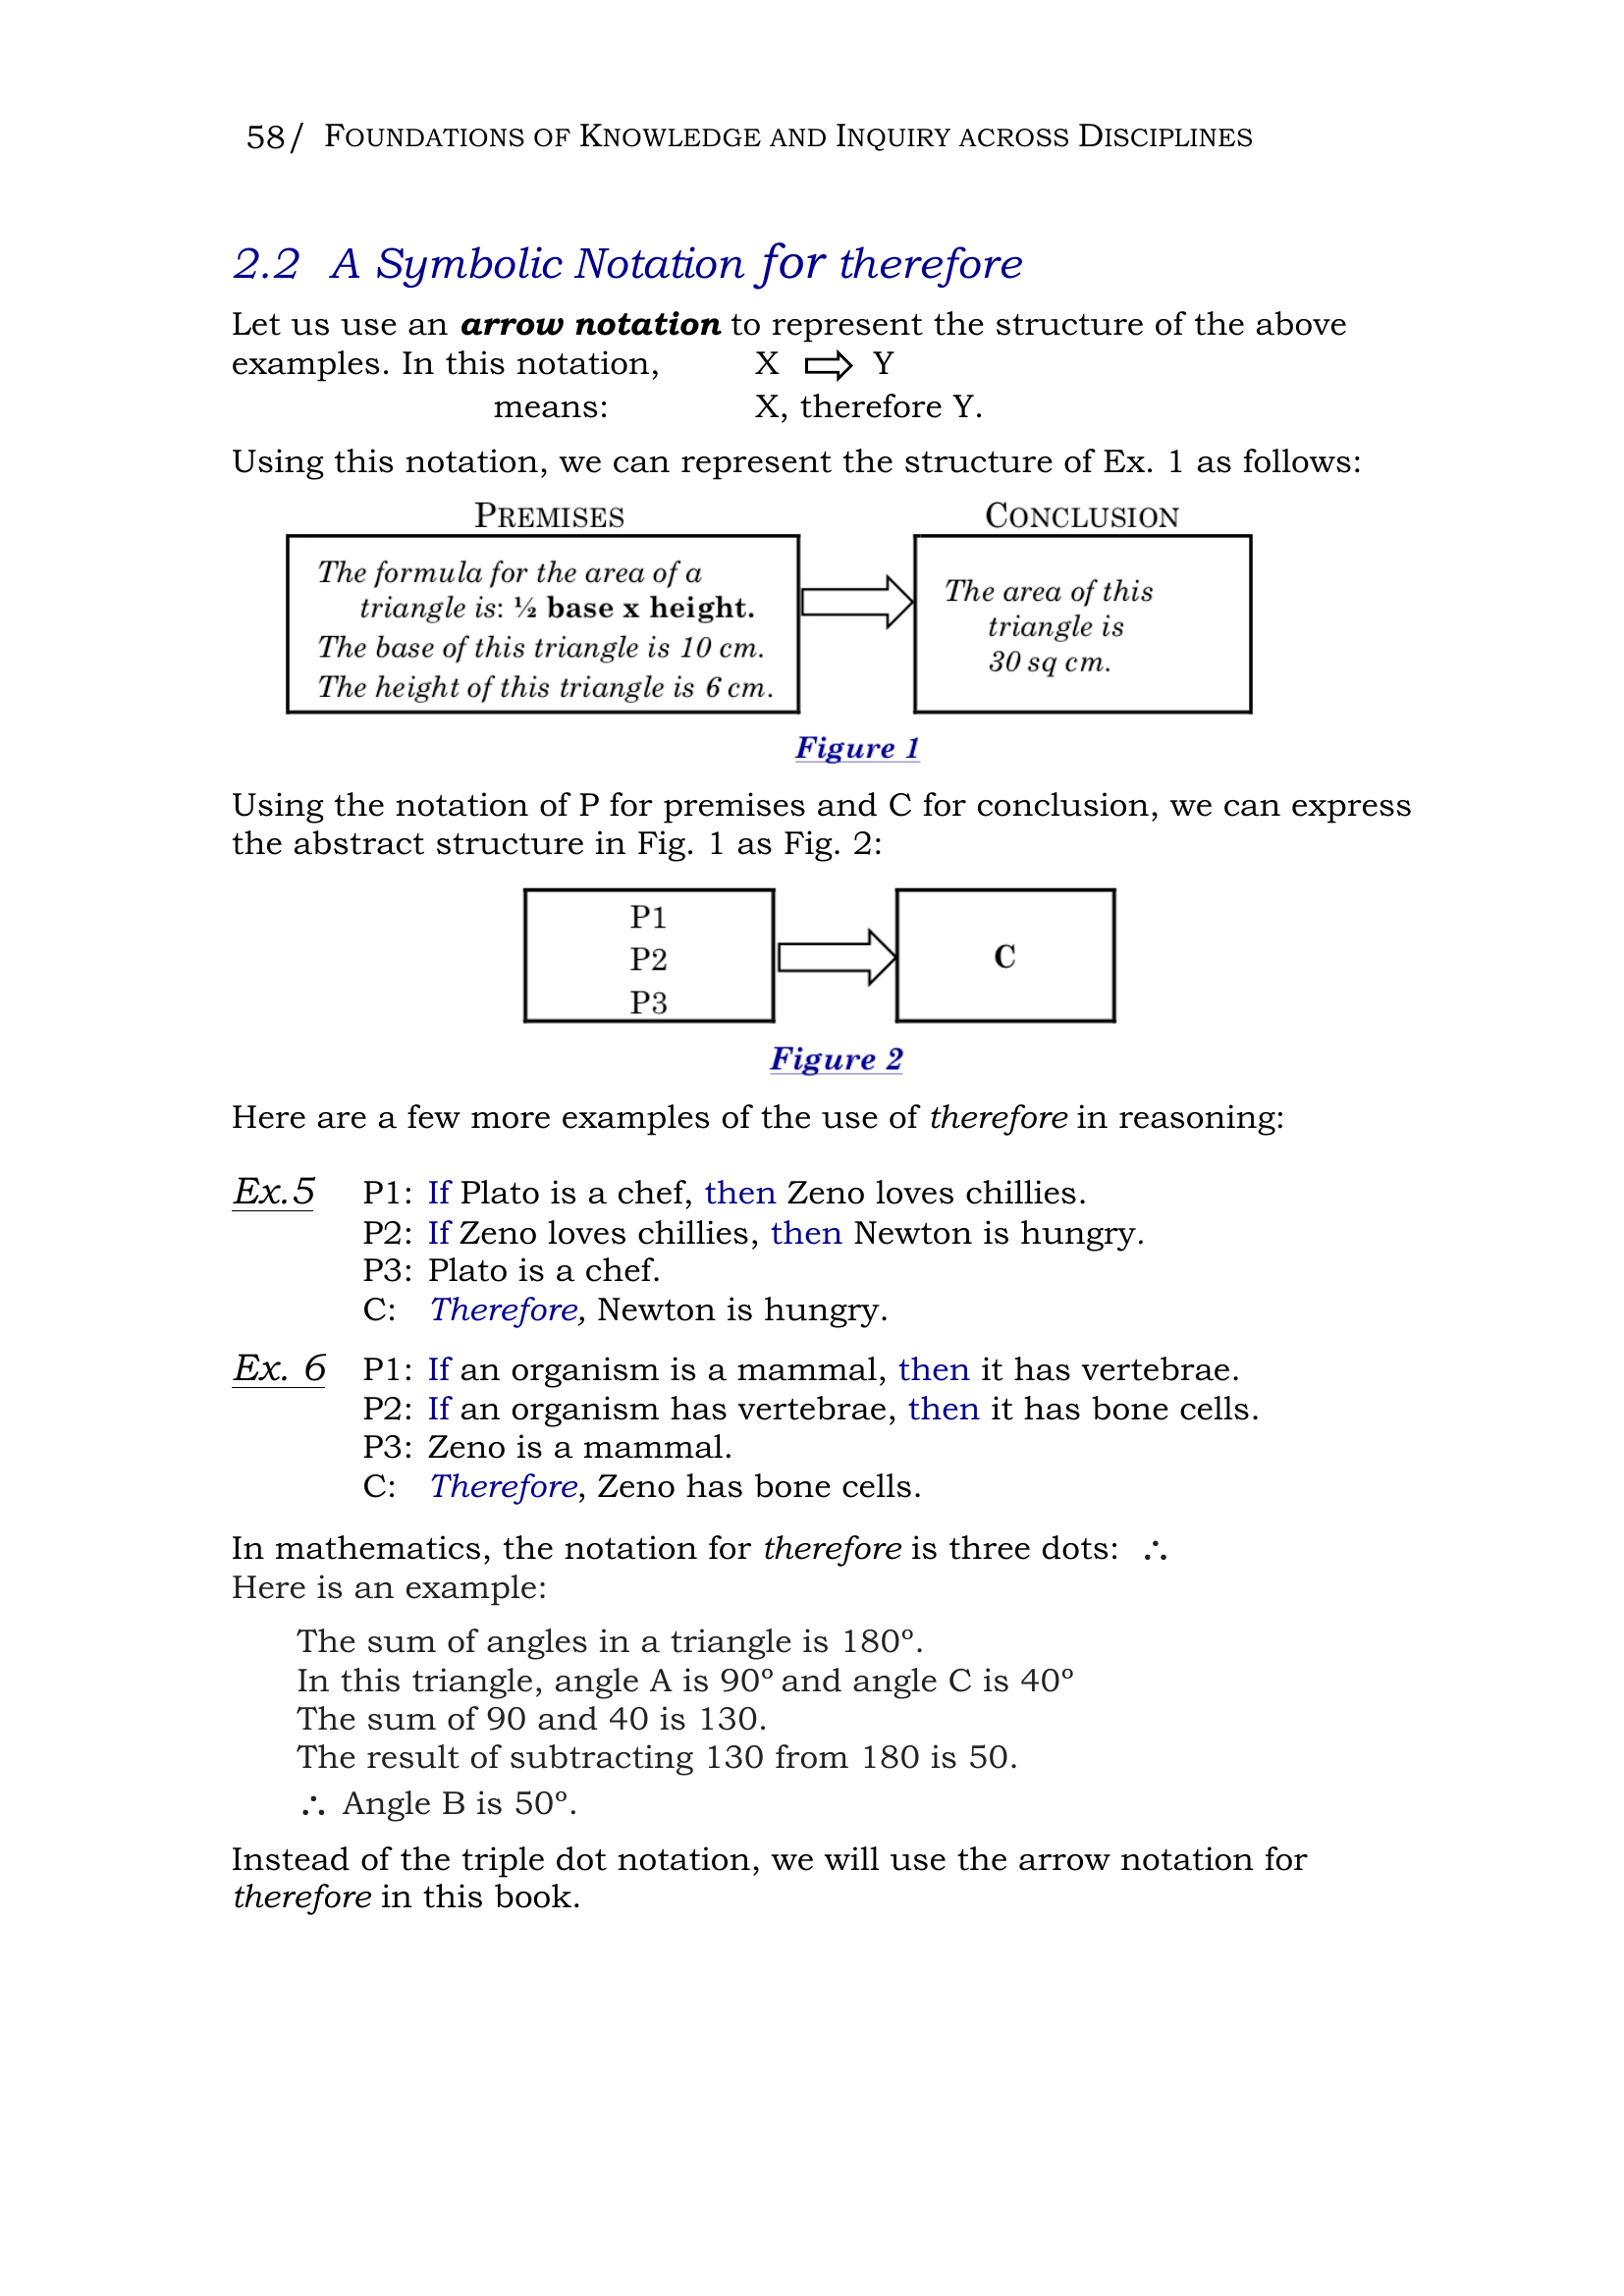 58/ FOUNDATIONS OF KNOWLEDGE AND INQUIRY ACROSS DISCIPLINES
2.2 A Symbolic Notation for therefore
Let us use an arrow notation to represent the structure of the above
examples. In this notation, X ⇨ Y
means: X, therefore Y.
Using this notation, we can represent the structure of Ex. 1 as follows:
PREMISES CONCLUSION
The formula for the area of a
triangle is: ½ base x height.
The base of this triangle is 10 cm.
The height of this triangle is 6 cm.
The area of this
triangle is
30 sq cm.
Figure 1
Using the notation of P for premises and C for conclusion, we can express
the abstract structure in Fig. 1 as Fig. 2:
P1
P2
P3
C
Figure 2
Here are a few more examples of the use of therefore in reasoning:
Ex.5 P1: If Plato is a chef, then Zeno loves chillies.
P2: If Zeno loves chillies, then Newton is hungry.
P3: Plato is a chef.
C: Therefore, Newton is hungry.
Ex. 6 P1: If an organism is a mammal, then it has vertebrae.
P2: If an organism has vertebrae, then it has bone cells.
P3: Zeno is a mammal.
C: Therefore, Zeno has bone cells.
In mathematics, the notation for therefore is three dots: ∴
Here is an example:
The sum of angles in a triangle is 180º.
In this triangle, angle A is 90º and angle C is 40º
The sum of 90 and 40 is 130.
The result of subtracting 130 from 180 is 50.
∴ Angle B is 50º.
Instead of the triple dot notation, we will use the arrow notation for
therefore in this book.